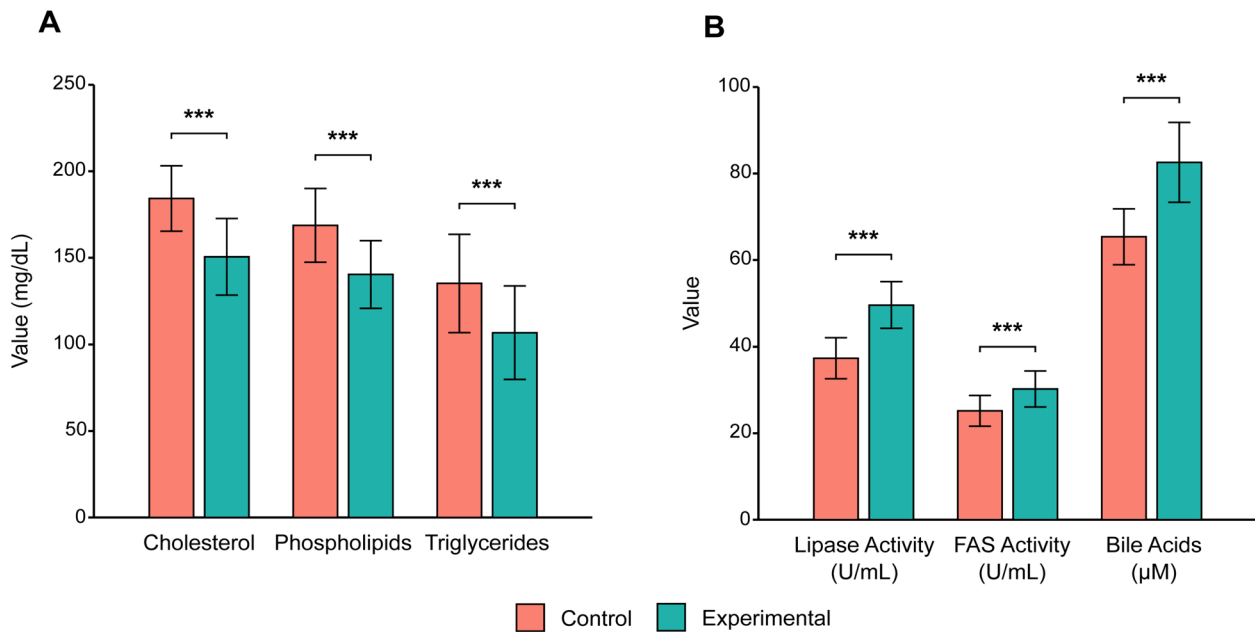 A
Value (mg/dL)
250
200
150
100
50
0
***
***
***
Cholesterol Phospholipids Triglycerides
B
Value
100
80
60
40
20
0
***
***
***
Lipase Activity
(U/mL)
FAS Activity
(U/mL)
Bile Acids
(µM)
Control Experimental